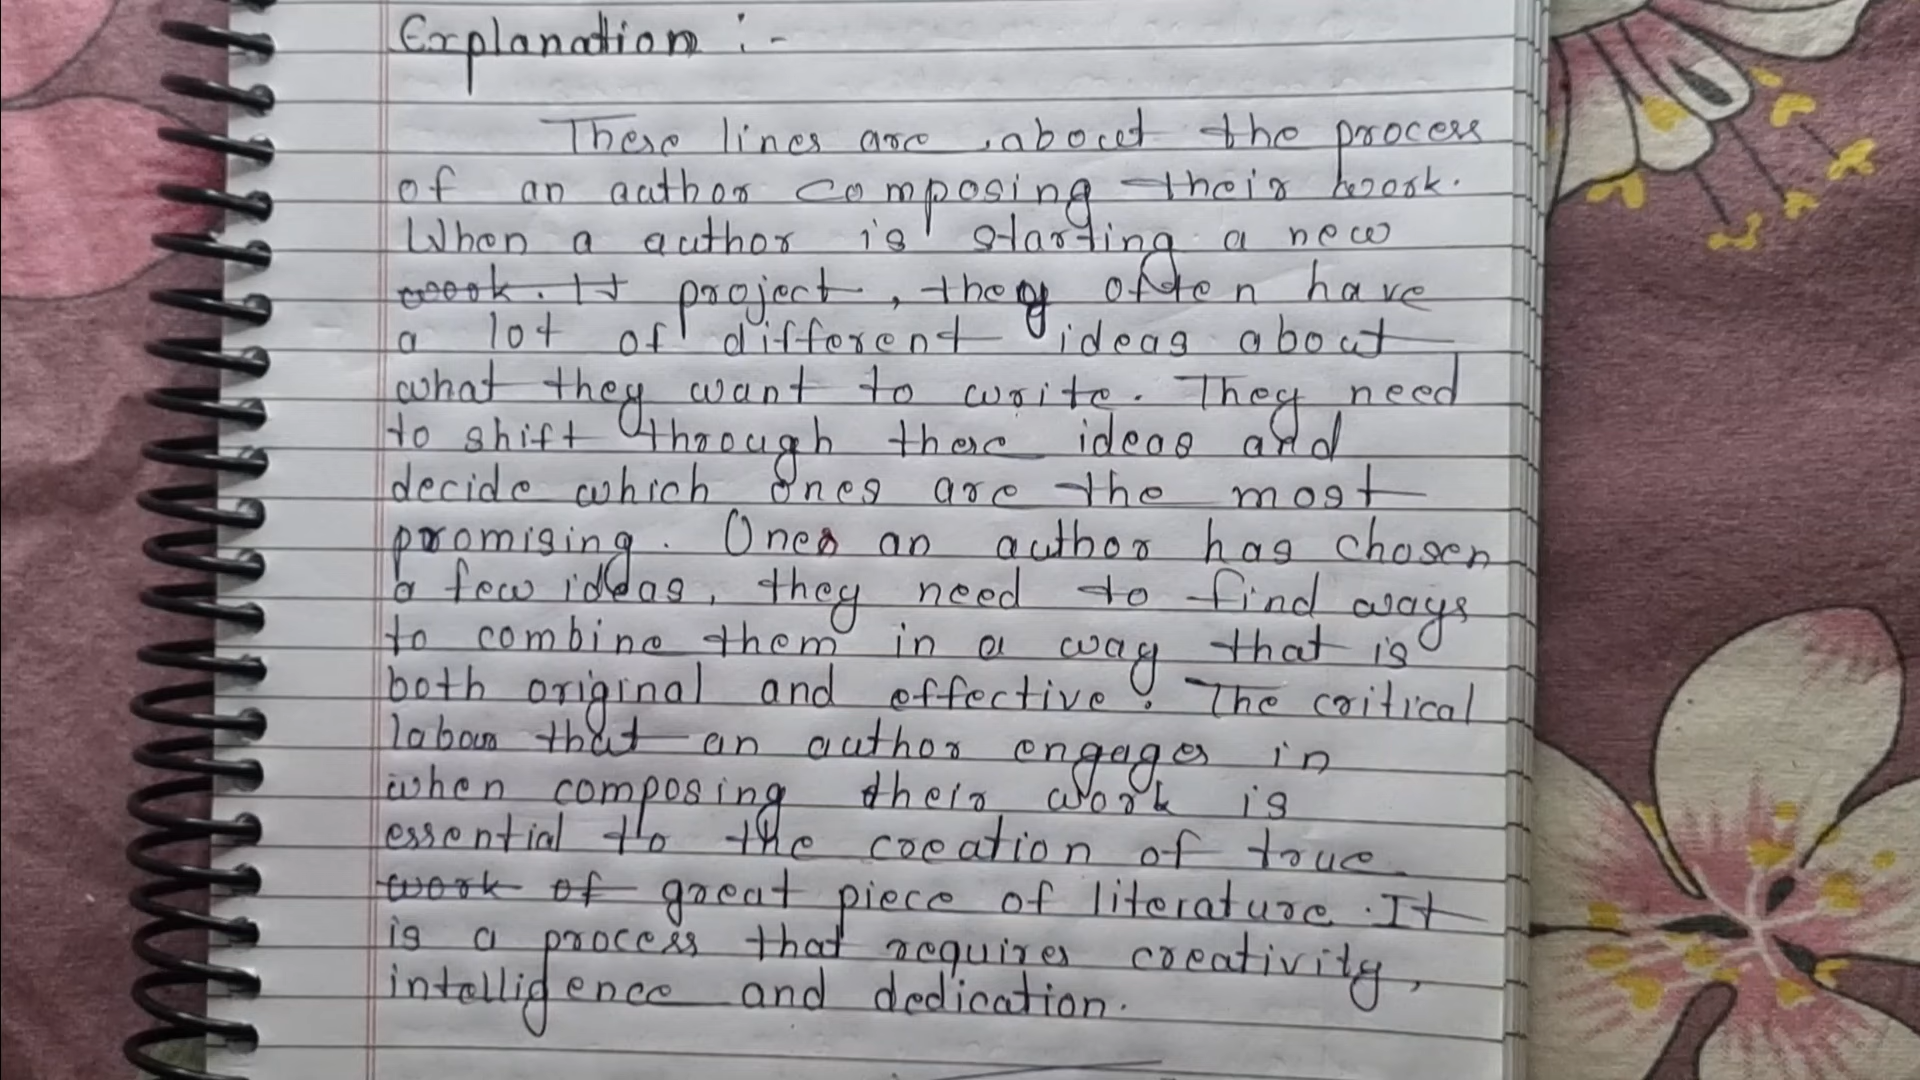 Explanation :-
These lines are about the process
of an author composing their work.
When a author is starting a new
work. It project, they often have
a lot of different ideas about
what they want to write. They need
to shift through these ideas and
decide which ones are the most
promising. Ones an author has chosen
a few ideas, they need to find ways
to combine them in a way that is
both original and effective. The critical
labour that an author engages in
when composing their work is
essential to the creation of true
work of great piece of literature. It
is a process that requires creativity,
intelligence and dedication.